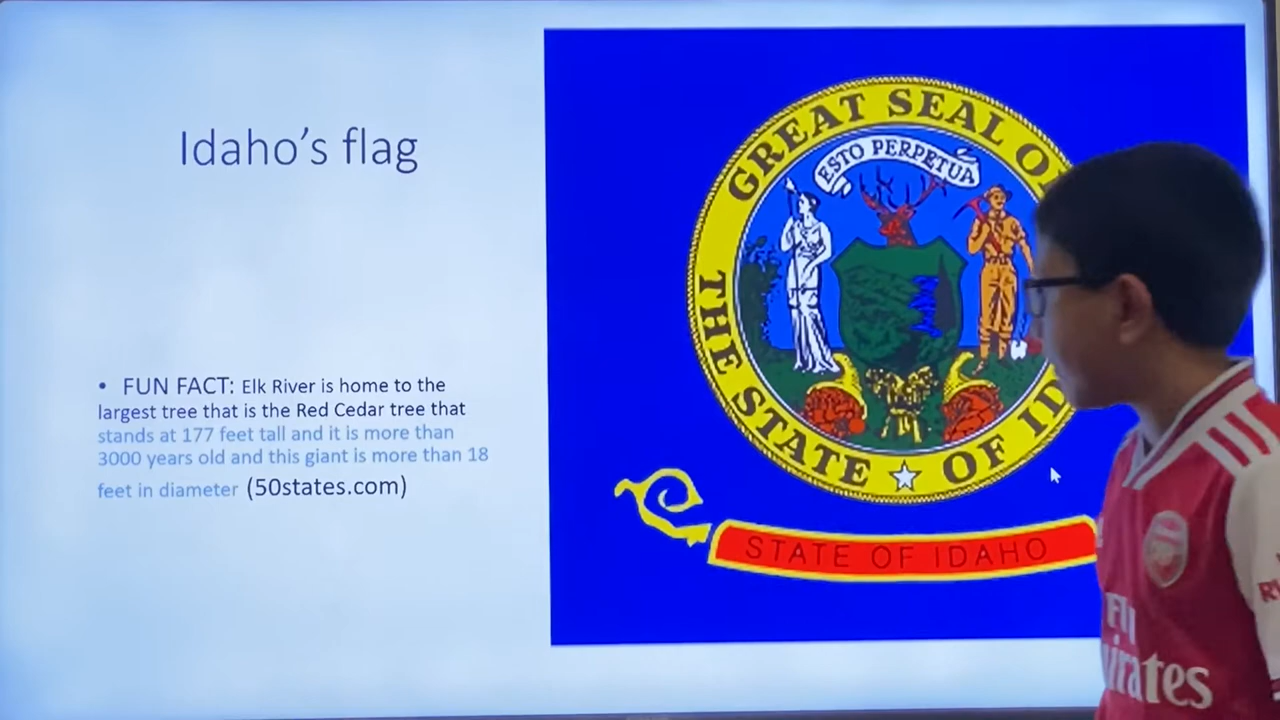 Idaho's flag
• FUN FACT: Elk River is home to the
largest tree that is the Red Cedar tree that
stands at 177 feet tall and it is more than
3000 years old and this giant is more than 18
feet in diameter (50states.com)
GREAT SEAL
ESTO PERPETUA
THE STATE OF
STATE OF IDAHO